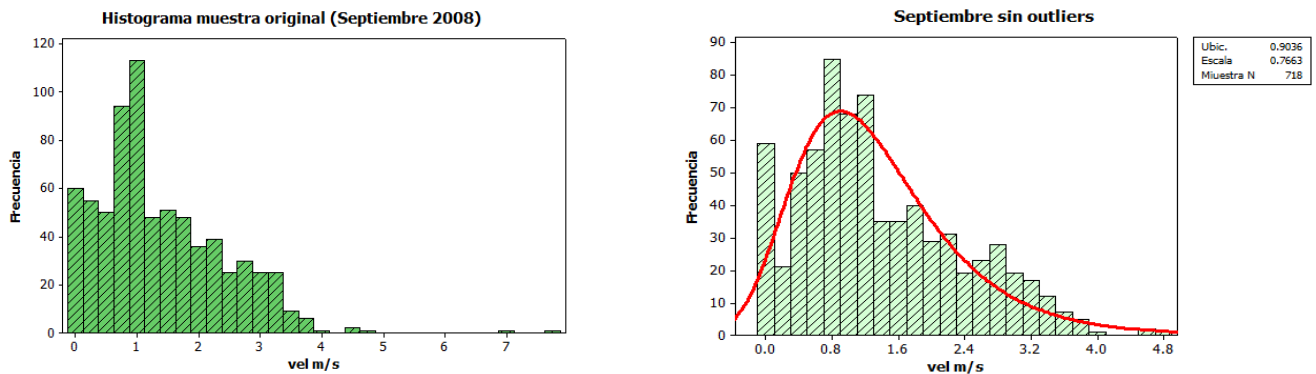 Histograma muestra original (Septiembre 2008)
Frecuencia
120
100
80
60
40
20
0
0 1 2 3 4 5 6 7
vel m/s
Septiembre sin outliers
Frecuencia
90
80
70
60
50
40
30
20
10
0
0.0 0.8 1.6 2.4 3.2 4.0 4.8
vel m/s
Ubic. 0.9036
Escala 0.7663
Miuestra N 718